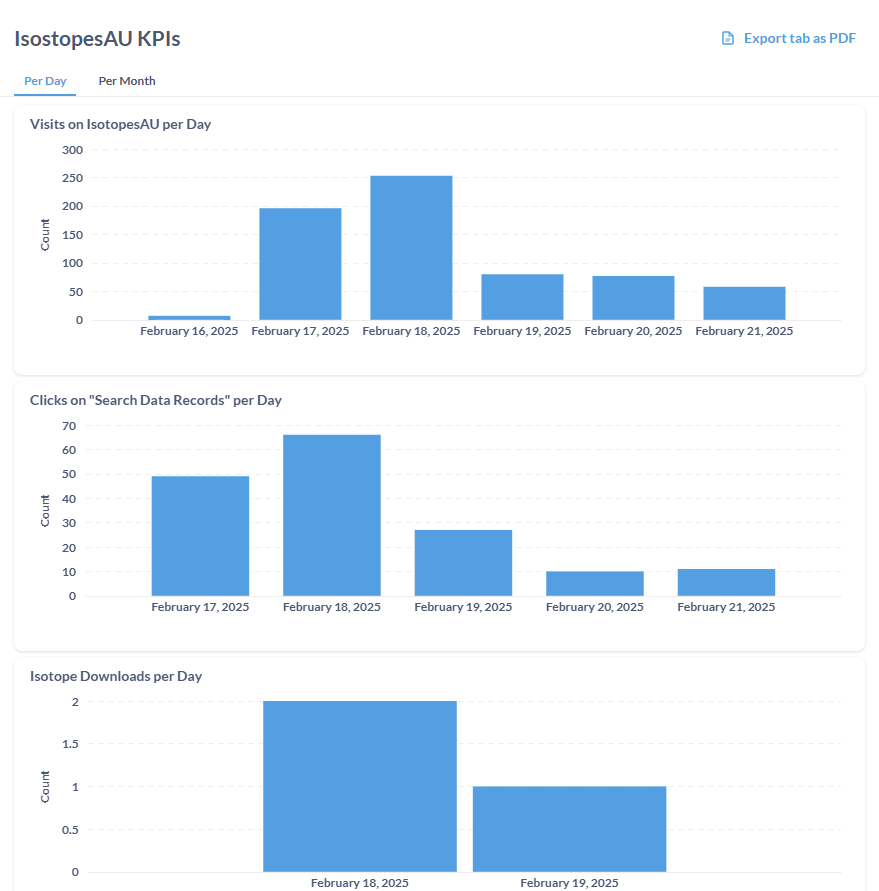 IsostopesAU KPIs
Export tab as PDF
Per Day
Per Month
Visits on IsotopesAU per Day
300
250
200
150
100
50
0
Count
February 16, 2025
February 17, 2025
February 18, 2025
February 19, 2025
February 20, 2025
February 21, 2025
Clicks on "Search Data Records" per Day
70
60
50
40
30
20
10
0
Count
February 17, 2025
February 18, 2025
February 19, 2025
February 20, 2025
February 21, 2025
Isotope Downloads per Day
2
1.5
1
0.5
0
Count
February 18, 2025
February 19, 2025